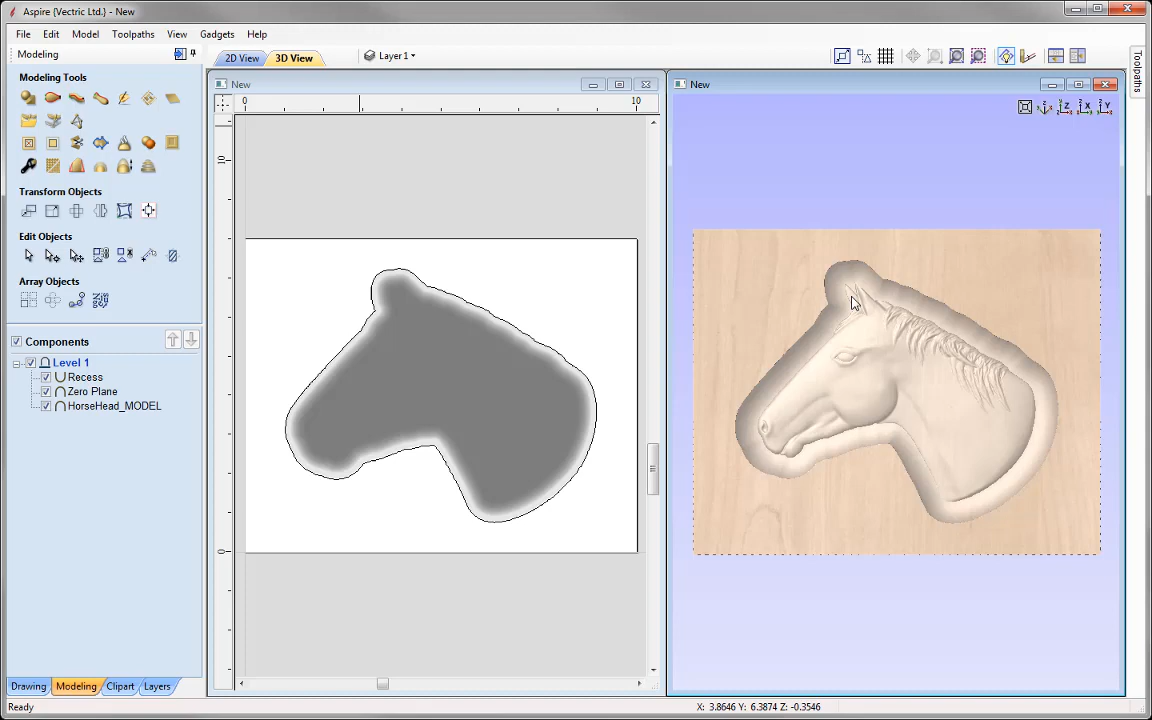 Aspire {Vectric Ltd.} - New
File Edit Model Toolpaths View Gadgets Help
Modeling
2D View 3D View Layer 1
Modeling Tools
Transform Objects
Edit Objects
Array Objects
Components
Level 1
Recess
Zero Plane
HorseHead_MODEL
Drawing Modeling Clipart Layers
New
0 10
10
0
New
Z X Y
Toolpaths
Ready
X: 3.8646 Y: 6.3874 Z: -0.3546